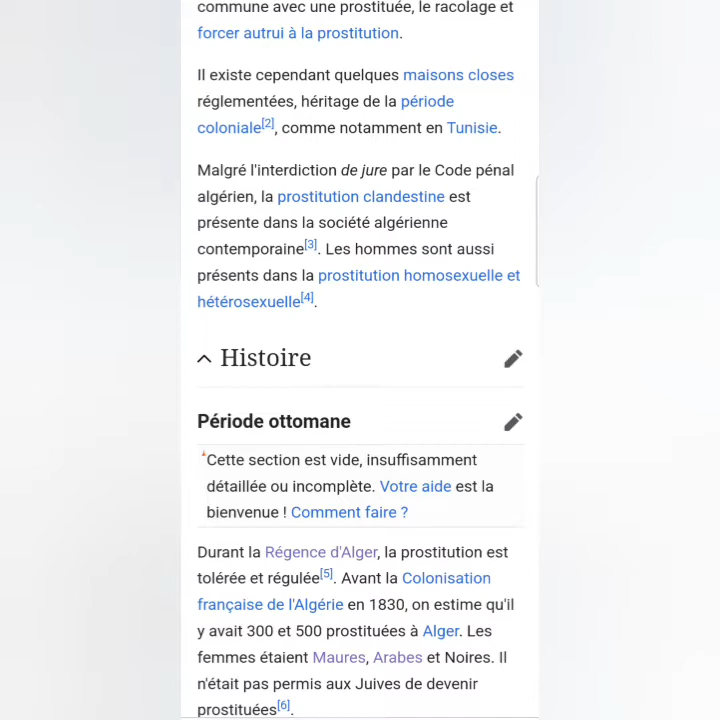 commune avec une prostituée, le racolage et
forcer autrui à la prostitution.
Il existe cependant quelques maisons closes
réglementées, héritage de la période
coloniale[2], comme notamment en Tunisie.
Malgré l'interdiction de jure par le Code pénal
algérien, la prostitution clandestine est
présente dans la société algérienne
contemporaine[3]. Les hommes sont aussi
présents dans la prostitution homosexuelle et
hétérosexuelle[4].
Histoire
Période ottomane
Cette section est vide, insuffisamment
détaillée ou incomplète. Votre aide est la
bienvenue ! Comment faire ?
Durant la Régence d'Alger, la prostitution est
tolérée et régulée[5]. Avant la Colonisation
française de l'Algérie en 1830, on estime qu'il
y avait 300 et 500 prostituées à Alger. Les
femmes étaient Maures, Arabes et Noires. Il
n'était pas permis aux Juives de devenir
prostituées[6].